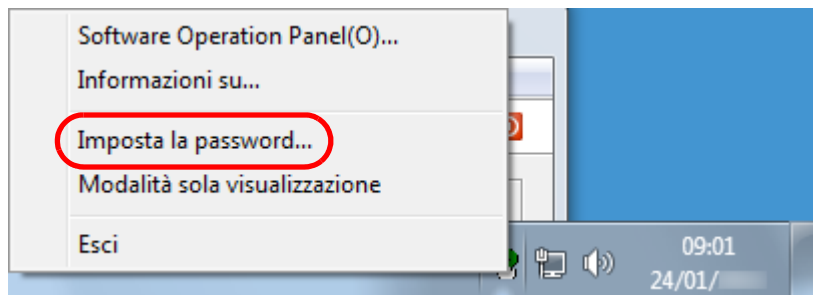 Software Operation Panel(O)...
Informazioni su...
Imposta la password...
Modalità sola visualizzazione
Esci
09:01
24/01/